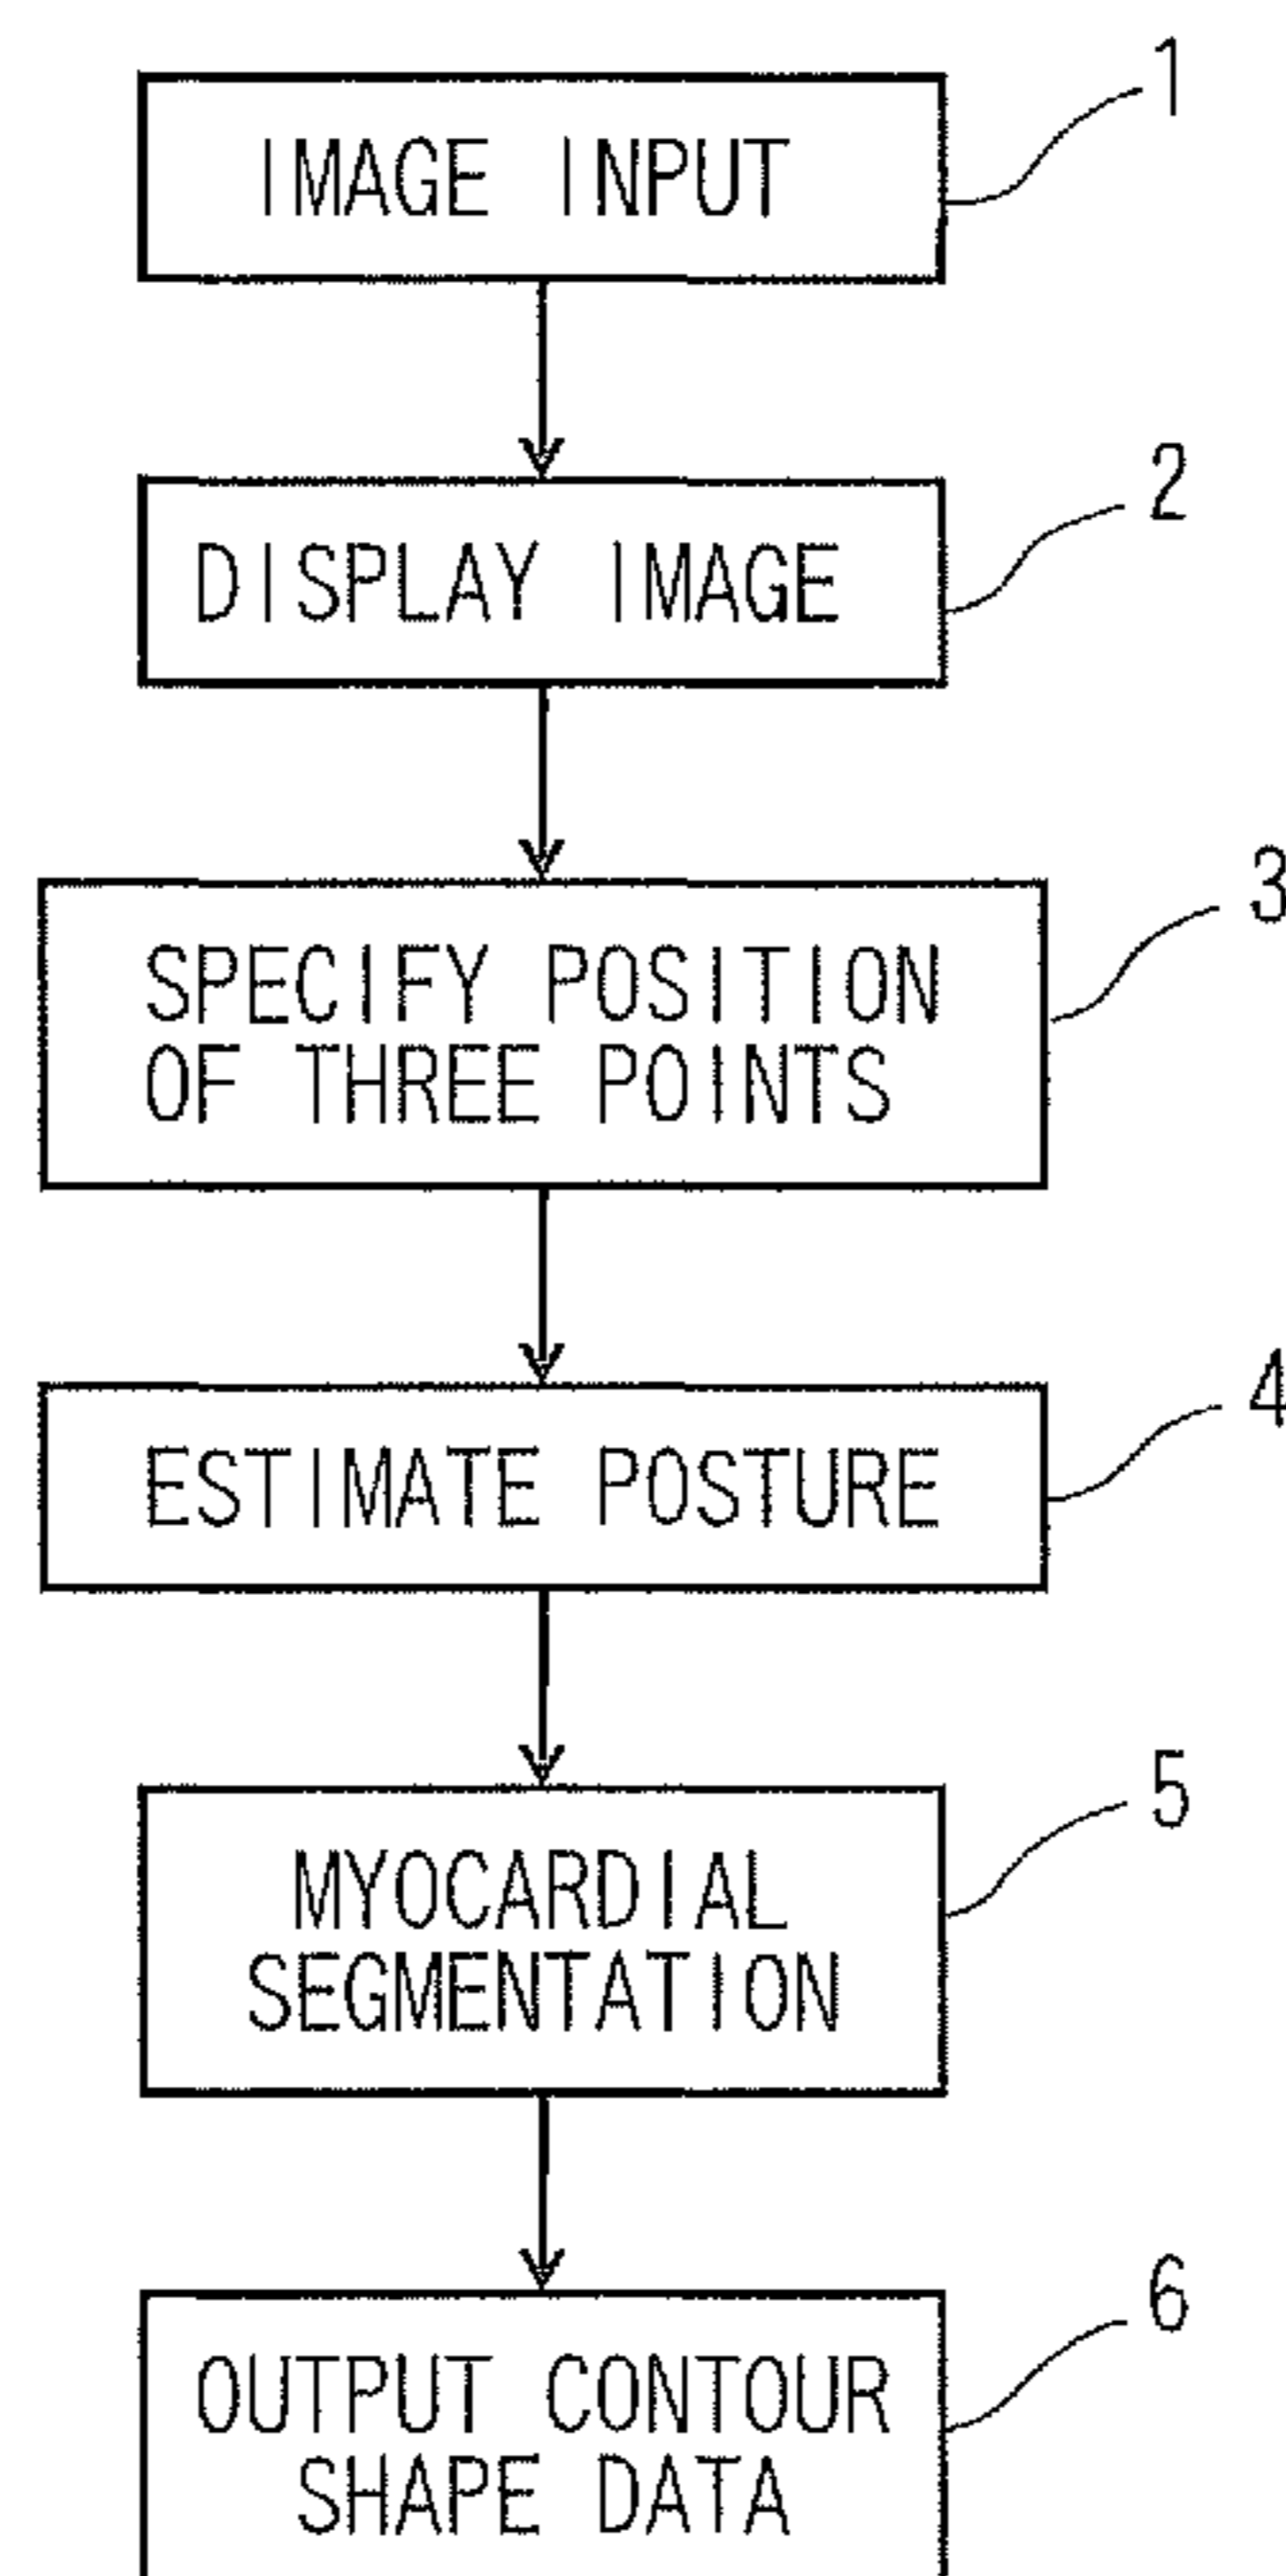 1
IMAGE INPUT
2
DISPLAY IMAGE
3
SPECIFY POSITION
OF THREE POINTS
4
ESTIMATE POSTURE
5
MYOCARDIAL
SEGMENTATION
6
OUTPUT CONTOUR
SHAPE DATA